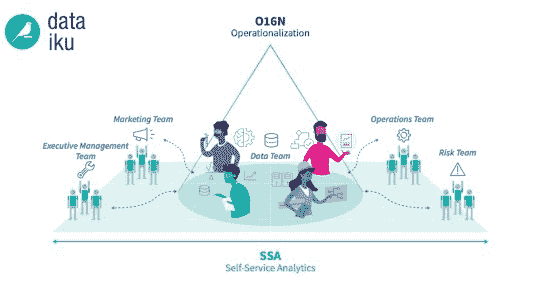 data
iku
O16N
Operationalization
Marketing Team
Operations Team
Executive Management
Team
Data Team
Risk Team
SSA
Self-Service Analytics